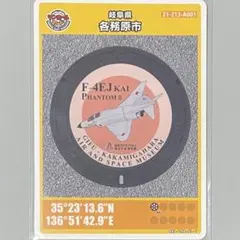 岐阜県
各務原市
21-213-A001
F-4EJ KAI
PHANTOM II
GIFU-KAKAMIGAHARA
AIR AND SPACE MUSEUM
35°23'13.6"N
136°51'42.9"E